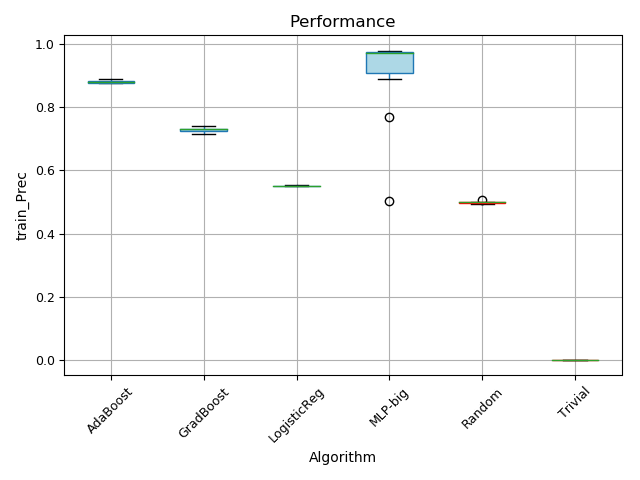 Performance
train_Prec
1.0
0.8
0.6
0.4
0.2
0.0
AdaBoost
GradBoost
LogisticReg
MLP-big
Random
Trivial
Algorithm